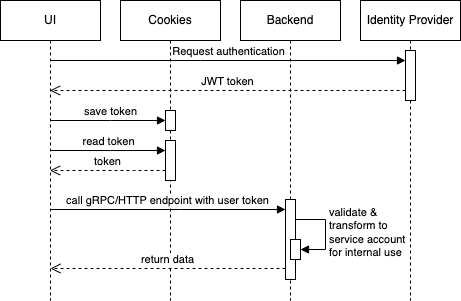 UI
Cookies
Backend
Identity Provider
Request authentication
JWT token
save token
read token
token
call gRPC/HTTP endpoint with user token
validate &
transform to
service account
for internal use
return data